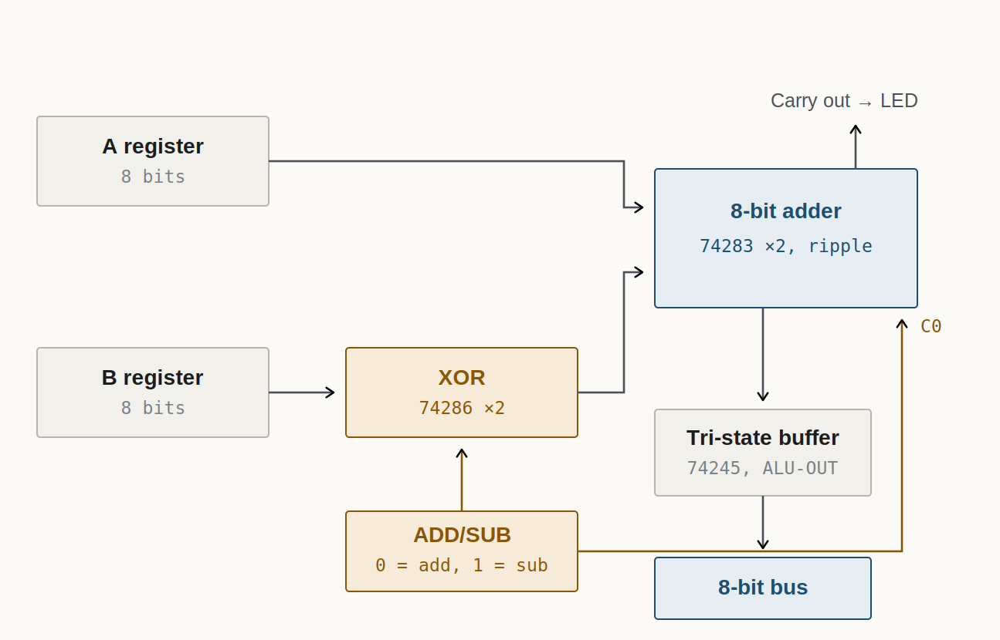 Carry out → LED
A register
8 bits
8-bit adder
74283 ×2, ripple
C0
B register
8 bits
XOR
74286 ×2
Tri-state buffer
74245, ALU-OUT
ADD/SUB
0 = add, 1 = sub
8-bit bus